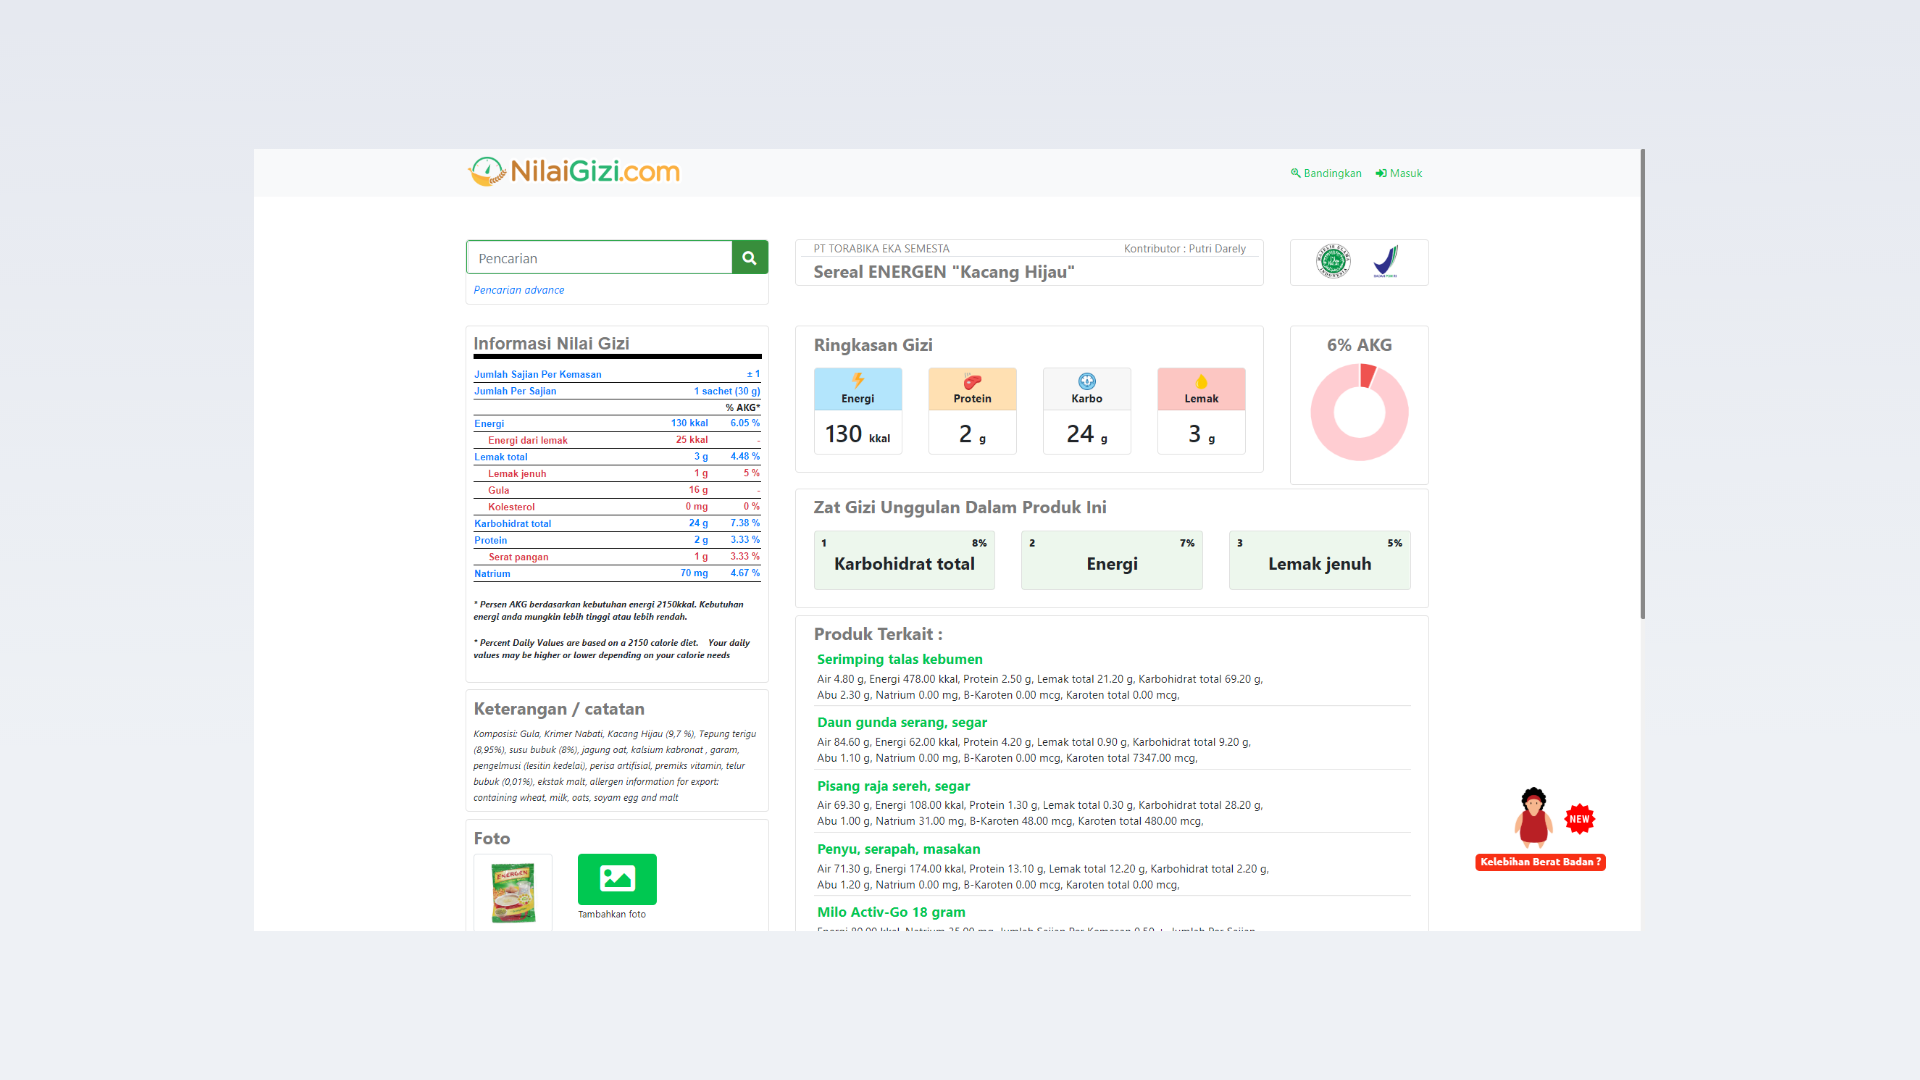 NilaiGizi.com
Bandingkan
Masuk
Pencarian
Pencarian advance
PT TORABIKA EKA SEMESTA
Kontributor : Putri Darely
Sereal ENERGEN "Kacang Hijau"
Informasi Nilai Gizi
Jumlah Sajian Per Kemasan ± 1
Jumlah Per Sajian 1 sachet (30 g)
% AKG*
Energi 130 kkal 6.05 %
Energi dari lemak 25 kkal -
Lemak total 3 g 4.48 %
Lemak jenuh 1 g 5 %
Gula 16 g -
Kolesterol 0 mg 0 %
Karbohidrat total 24 g 7.38 %
Protein 2 g 3.33 %
Serat pangan 1 g 3.33 %
Natrium 70 mg 4.67 %
* Persen AKG berdasarkan kebutuhan energi 2150kkal. Kebutuhan
energi anda mungkin lebih tinggi atau lebih rendah.
* Percent Daily Values are based on a 2150 calorie diet. Your daily
values may be higher or lower depending on your calorie needs
Keterangan / catatan
Komposisi: Gula, Krimer Nabati, Kacang Hijau (9,7 %), Tepung terigu
(8,95%), susu bubuk (8%), jagung oat, kalsium kabronat , garam,
pengelmusi (lesitin kedelai), perisa artifisial, premiks vitamin, telur
bubuk (0,01%), ekstak malt, allergen information for export:
containing wheat, milk, oats, soyam egg and malt
Foto
ENERGEN
Tambahkan foto
Ringkasan Gizi
Energi
130 kkal
Protein
2 g
Karbo
24 g
Lemak
3 g
6% AKG
Zat Gizi Unggulan Dalam Produk Ini
1 8%
Karbohidrat total
2 7%
Energi
3 5%
Lemak jenuh
Produk Terkait :
Serimping talas kebumen
Air 4.80 g, Energi 478.00 kkal, Protein 2.50 g, Lemak total 21.20 g, Karbohidrat total 69.20 g,
Abu 2.30 g, Natrium 0.00 mg, B-Karoten 0.00 mcg, Karoten total 0.00 mcg,
Daun gunda serang, segar
Air 84.60 g, Energi 62.00 kkal, Protein 4.20 g, Lemak total 0.90 g, Karbohidrat total 9.20 g,
Abu 1.10 g, Natrium 0.00 mg, B-Karoten 0.00 mcg, Karoten total 7347.00 mcg,
Pisang raja sereh, segar
Air 69.30 g, Energi 108.00 kkal, Protein 1.30 g, Lemak total 0.30 g, Karbohidrat total 28.20 g,
Abu 1.00 g, Natrium 31.00 mg, B-Karoten 48.00 mcg, Karoten total 480.00 mcg,
Penyu, serapah, masakan
Air 71.30 g, Energi 174.00 kkal, Protein 13.10 g, Lemak total 12.20 g, Karbohidrat total 2.20 g,
Abu 1.20 g, Natrium 0.00 mg, B-Karoten 0.00 mcg, Karoten total 0.00 mcg,
Milo Activ-Go 18 gram
NEW
Kelebihan Berat Badan ?